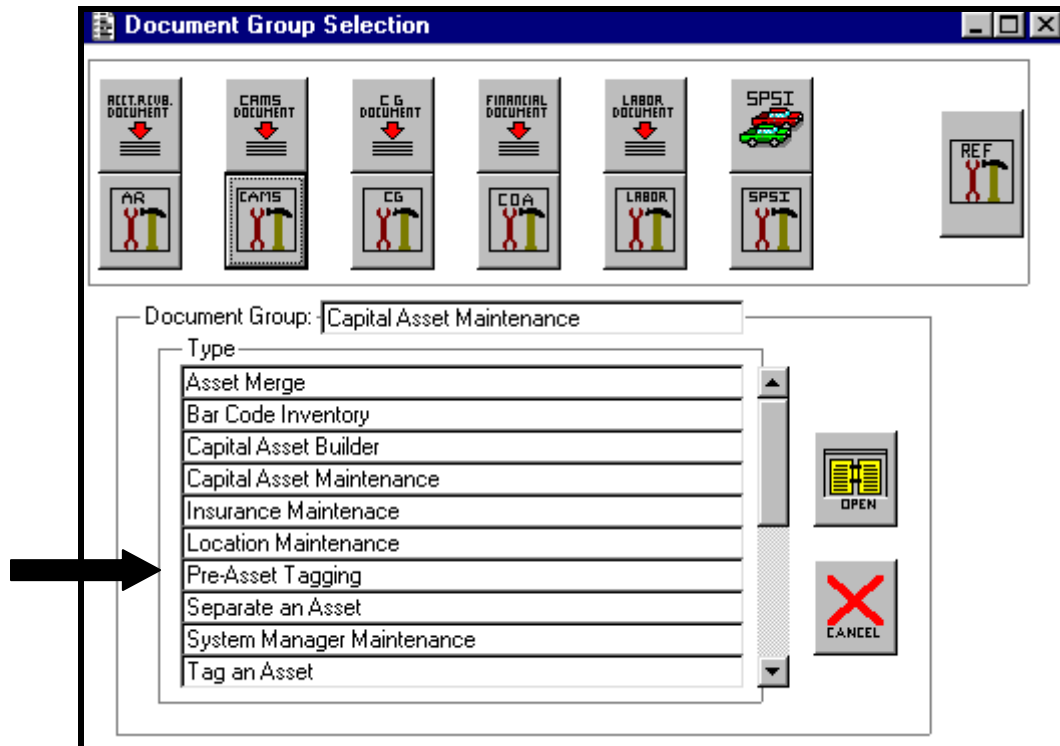 Document Group Selection
ACCT.RCVB. DOCUMENT
CAMS DOCUMENT
C G DOCUMENT
FINANCIAL DOCUMENT
LABOR DOCUMENT
SPSI
REF
AR
CAMS
CG
COA
LABOR
SPSI
Document Group: Capital Asset Maintenance
Type
Asset Merge
Bar Code Inventory
Capital Asset Builder
Capital Asset Maintenance
Insurance Maintenace
Location Maintenance
Pre-Asset Tagging
Separate an Asset
System Manager Maintenance
Tag an Asset
OPEN
CANCEL